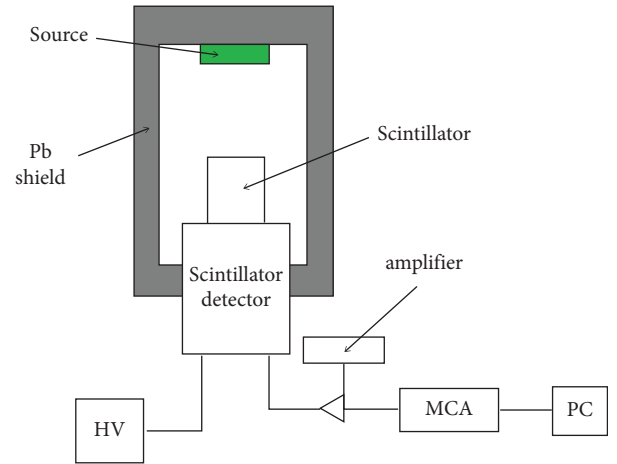 Source
Pb
shield
Scintillator
Scintillator
detector
amplifier
HV
MCA
PC